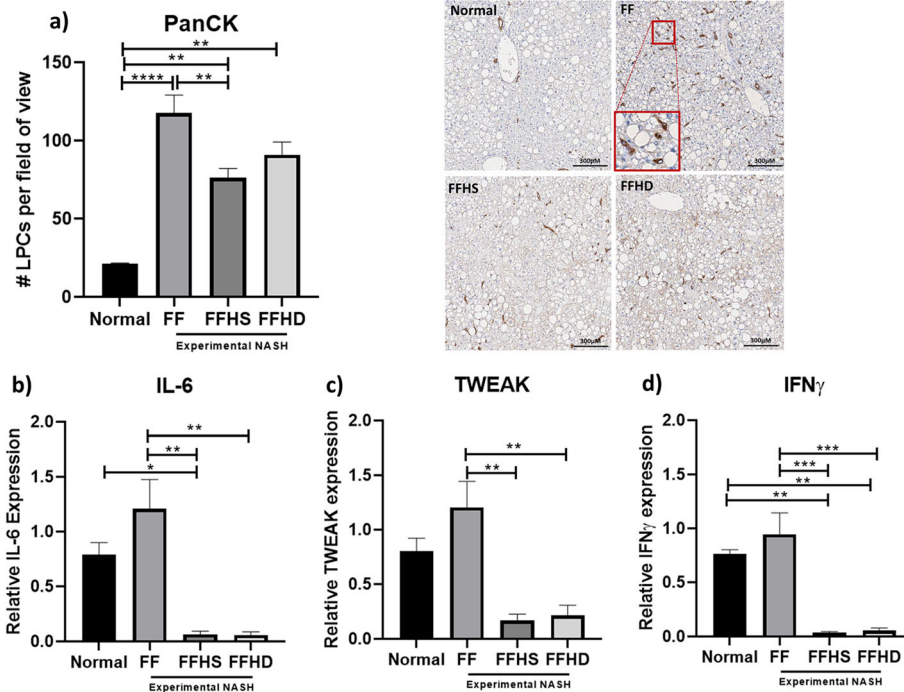 a) PanCK
# LPCs per field of view
150
100
50
0
**
**
**** **
Normal FF FFHS FFHD
Experimental NASH
Normal
300µM
FF
300µM
FFHS
300µM
FFHD
300µM
b) IL-6
Relative IL-6 Expression
2.0
1.5
1.0
0.5
0.0
**
**
*
Normal FF FFHS FFHD
Experimental NASH
c) TWEAK
Relative TWEAK expression
2.0
1.5
1.0
0.5
0.0
**
**
Normal FF FFHS FFHD
Experimental NASH
d) IFNγ
Relative IFNγ expression
2.0
1.5
1.0
0.5
0.0
***
***
**
**
Normal FF FFHS FFHD
Experimental NASH